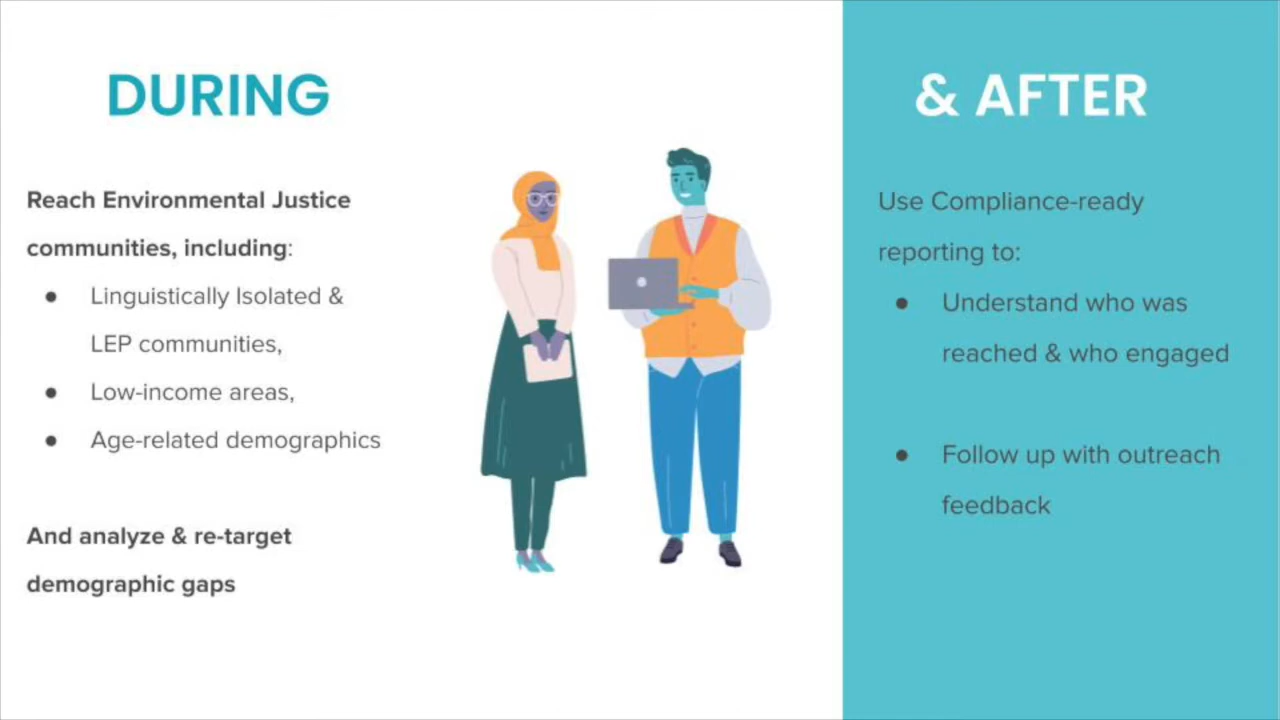 DURING
Reach Environmental Justice
communities, including:
● Linguistically Isolated &
LEP communities,
● Low-income areas,
● Age-related demographics
And analyze & re-target
demographic gaps
& AFTER
Use Compliance-ready
reporting to:
● Understand who was
reached & who engaged
● Follow up with outreach
feedback